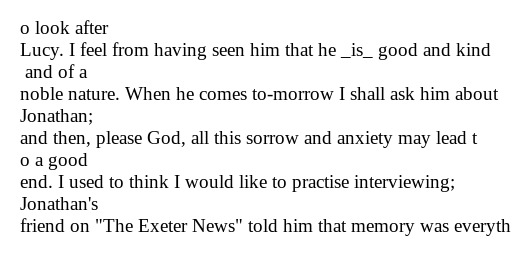 o look after
Lucy. I feel from having seen him that he _is_ good and kind
and of a
noble nature. When he comes to-morrow I shall ask him about
Jonathan;
and then, please God, all this sorrow and anxiety may lead t
o a good
end. I used to think I would like to practise interviewing;
Jonathan's
friend on "The Exeter News" told him that memory was everyth